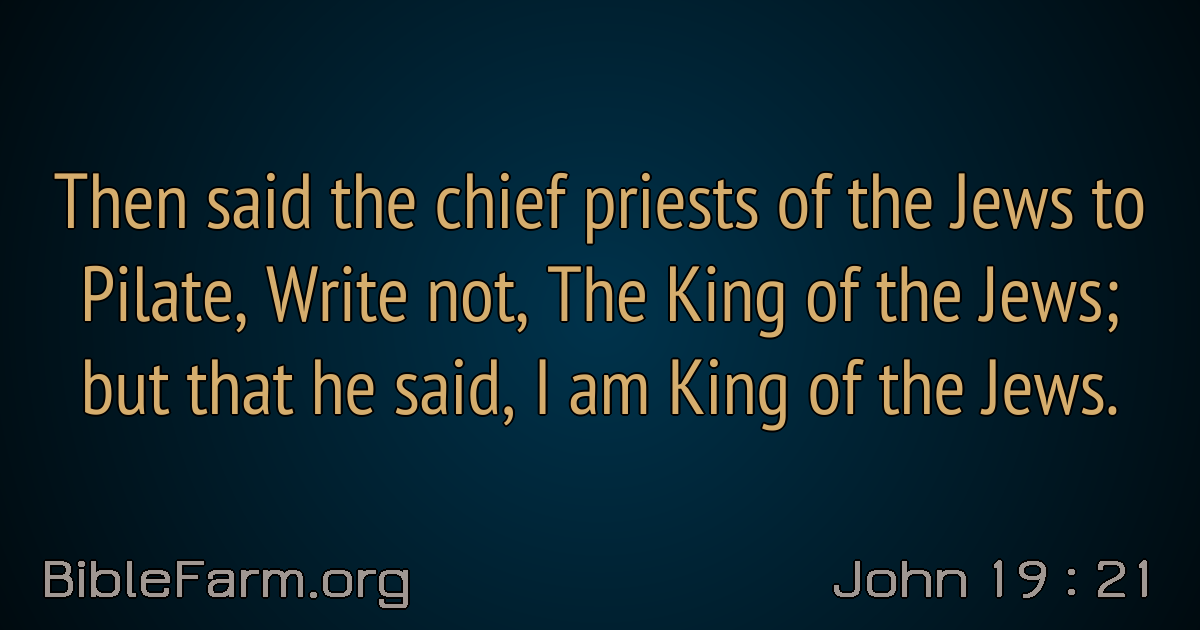 Then said the chief priests of the Jews to
Pilate, Write not, The King of the Jews;
but that he said, I am King of the Jews.
BibleFarm.org
John 19 : 21